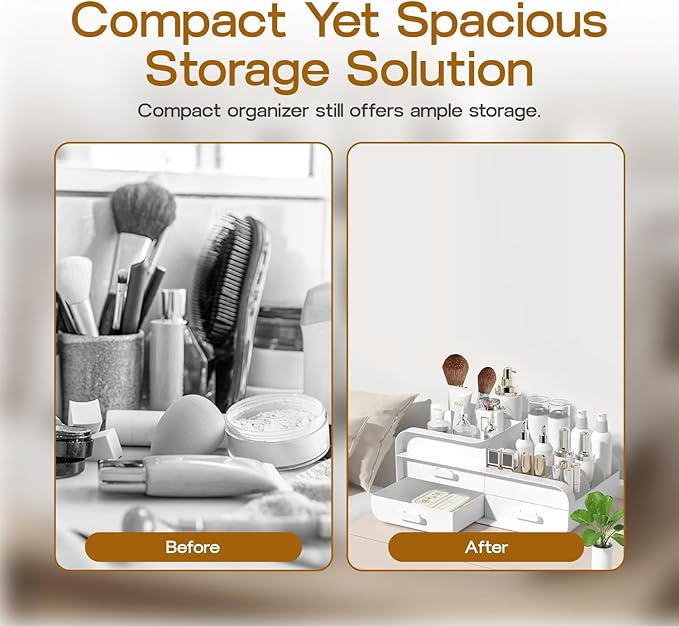 Compact Yet Spacious
Storage Solution
Compact organizer still offers ample storage.
Before
After